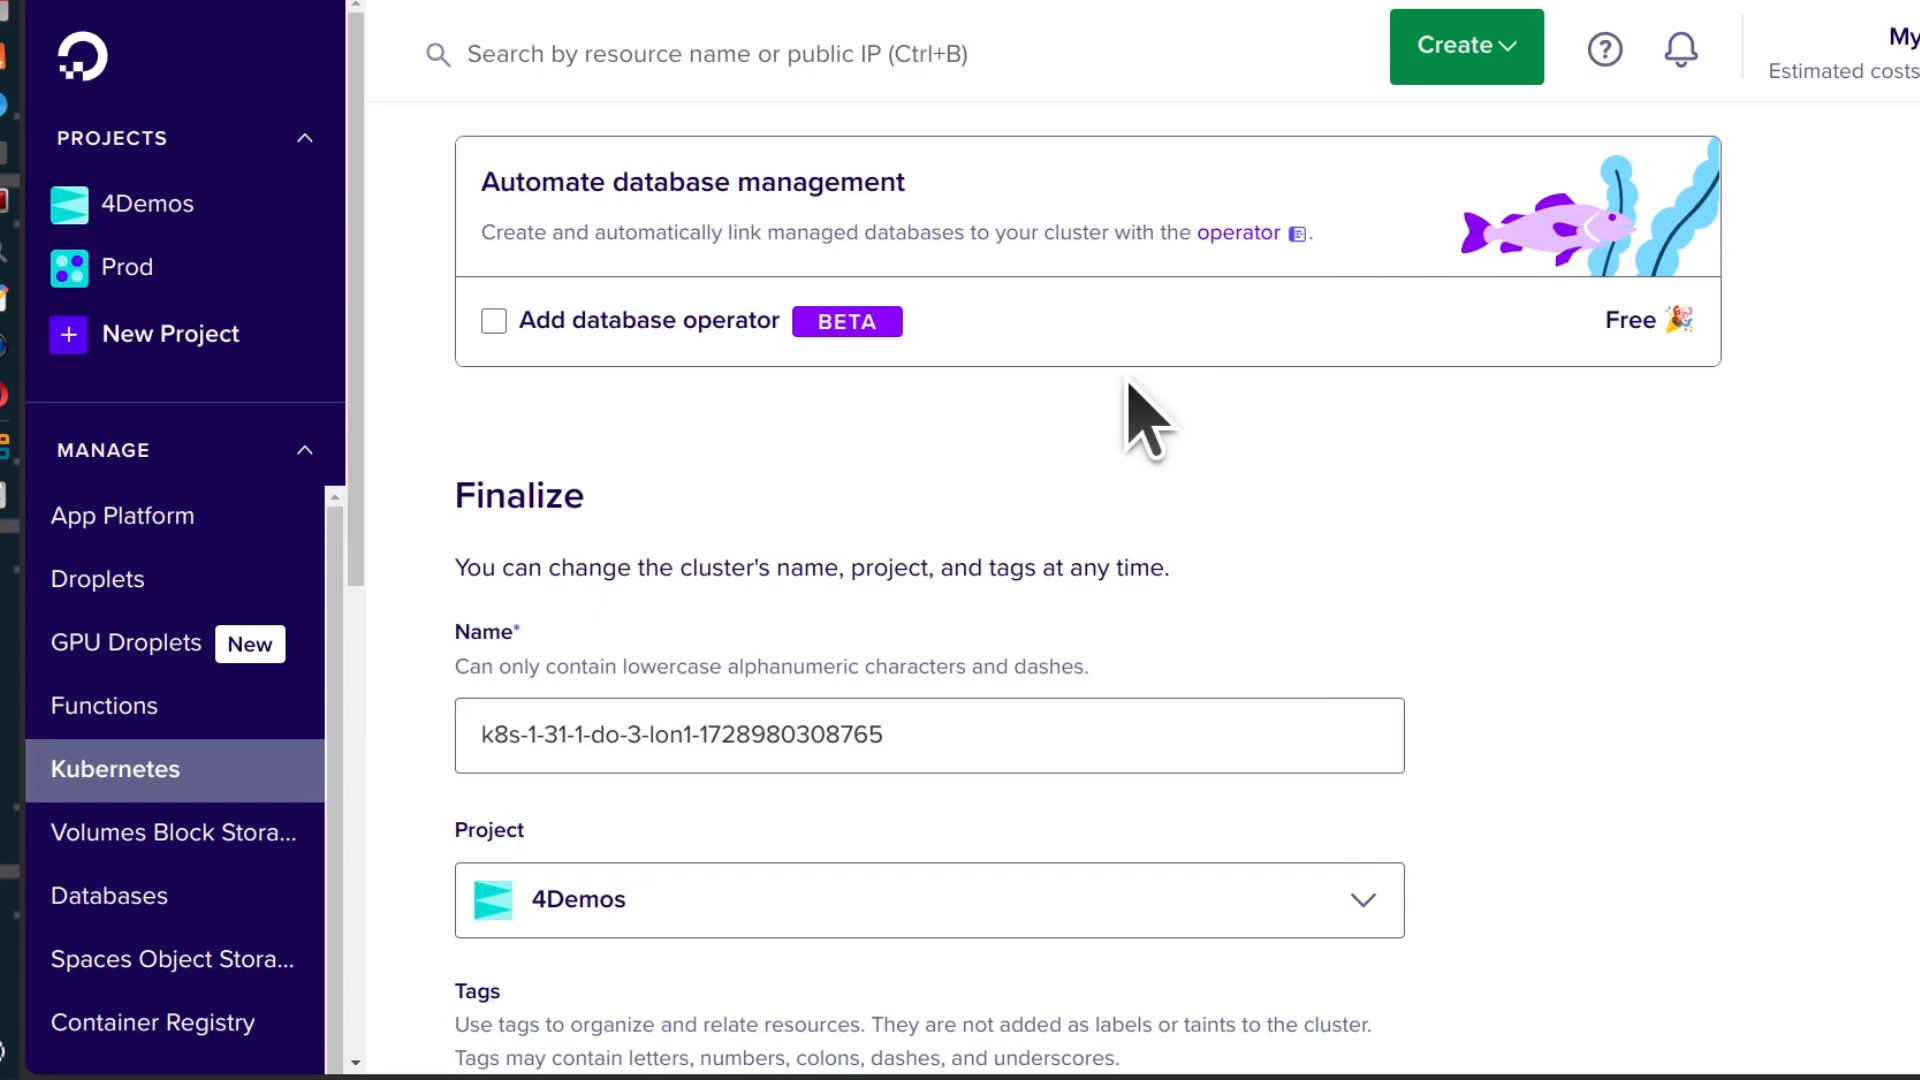 Search by resource name or public IP (Ctrl+B)
Create
My
Estimated costs
PROJECTS
4Demos
Prod
+ New Project
MANAGE
App Platform
Droplets
GPU Droplets New
Functions
Kubernetes
Volumes Block Stora...
Databases
Spaces Object Stora...
Container Registry
Automate database management
Create and automatically link managed databases to your cluster with the operator.
Add database operator BETA
Free 🎉
Finalize
You can change the cluster's name, project, and tags at any time.
Name*
Can only contain lowercase alphanumeric characters and dashes.
k8s-1-31-1-do-3-lon1-1728980308765
Project
4Demos
Tags
Use tags to organize and relate resources. They are not added as labels or taints to the cluster.
Tags may contain letters, numbers, colons, dashes, and underscores.